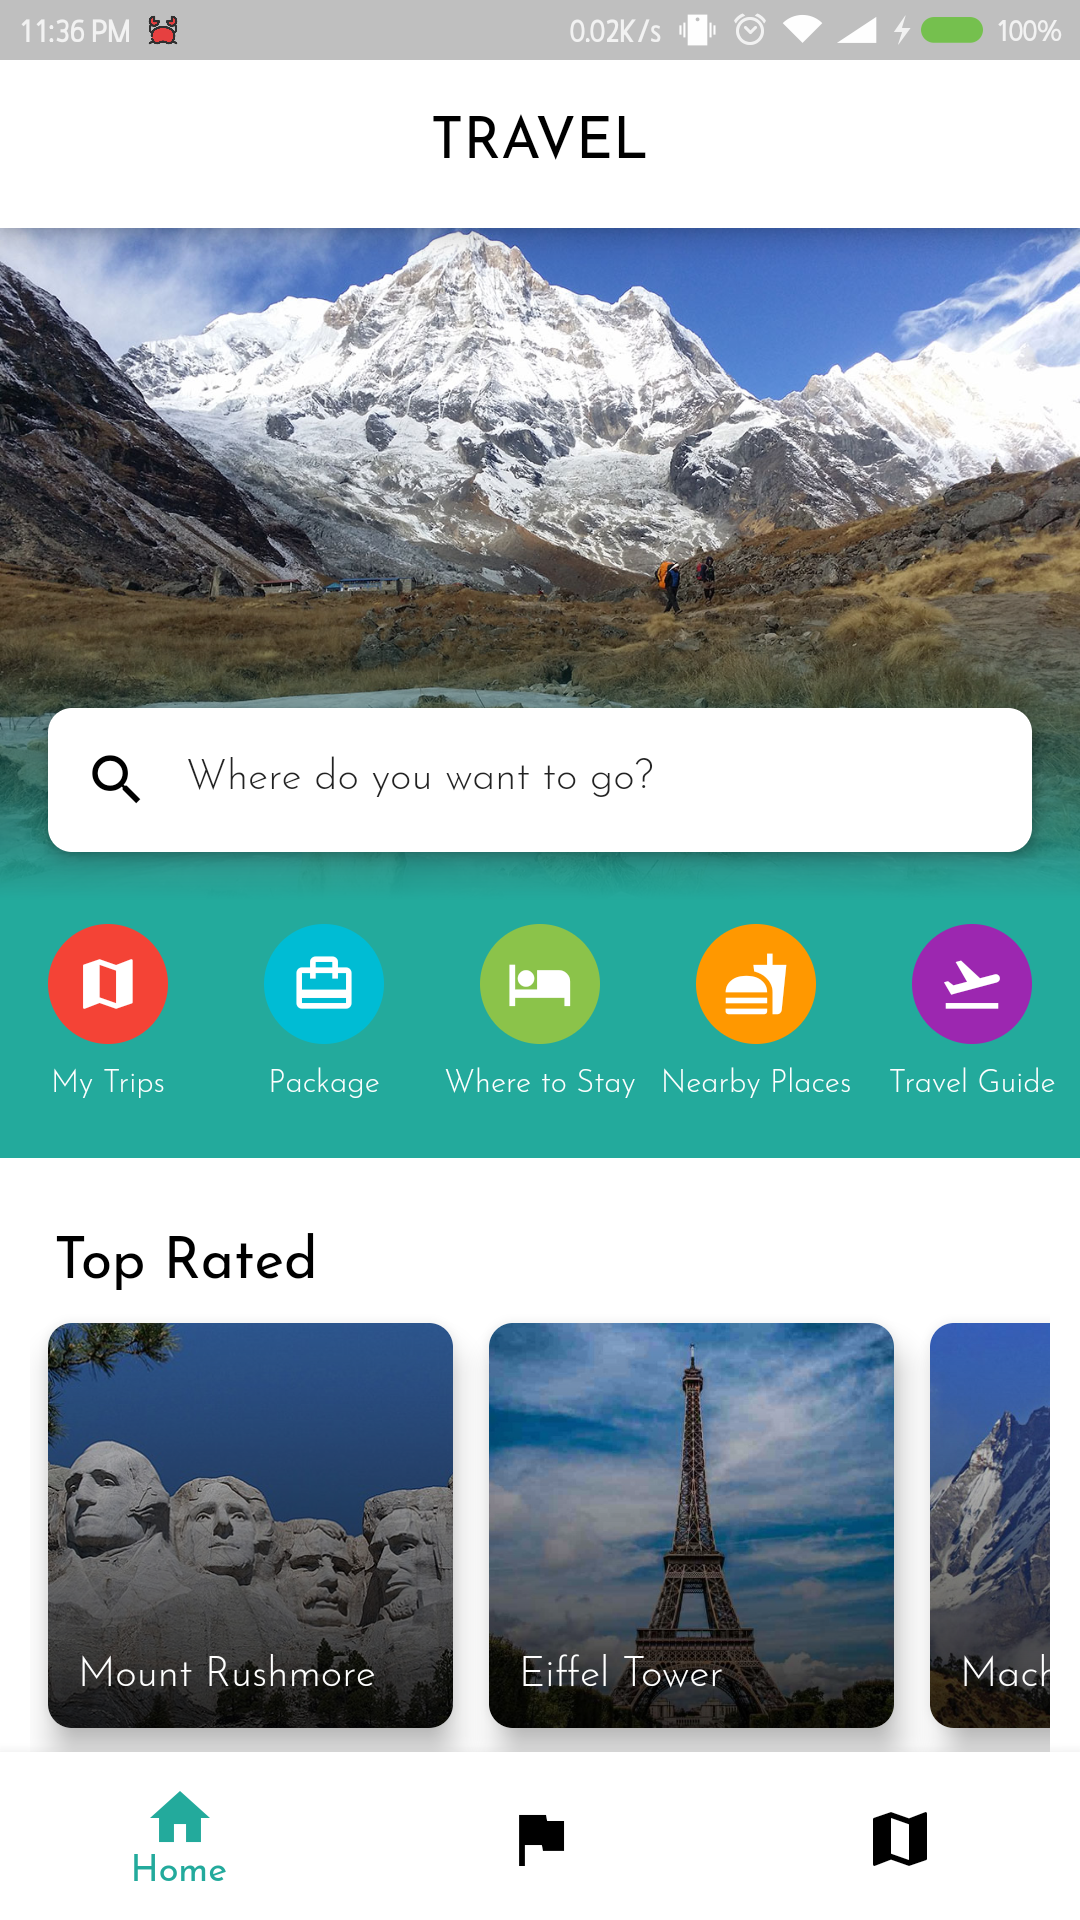 11:36 PM 0.02K/s 100%
TRAVEL
Where do you want to go?
My Trips Package Where to Stay Nearby Places Travel Guide
Top Rated
Mount Rushmore Eiffel Tower Mach
Home